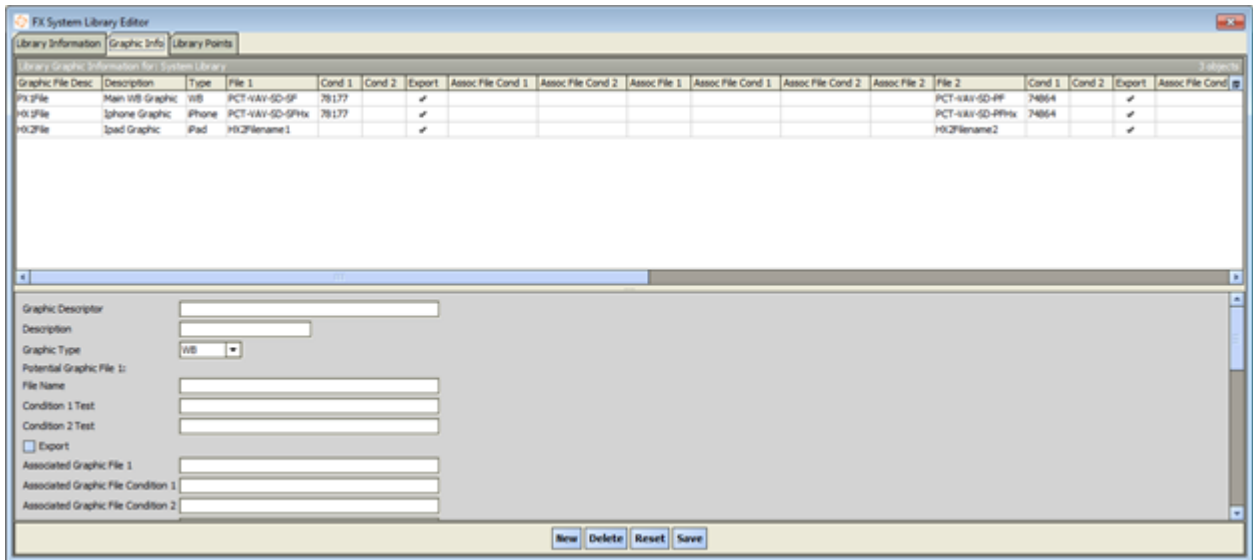 FX System Library Editor
Library Information Graphic Info Library Points
Library Graphic Information for: System Library 3 objects
Graphic File Desc Description Type File 1 Cond 1 Cond 2 Export Assoc File Cond 1 Assoc File Cond 2 Assoc File 1 Assoc File Cond 1 Assoc File Cond 2 Assoc File 2 File 2 Cond 1 Cond 2 Export Assoc File Cond
PX1File Main WB Graphic WB PCT-VAV-SD-SF 78177 ✔ PCT-VAV-SD-PF 74864 ✔
HX1File Iphone Graphic iPhone PCT-VAV-SD-SFHx 78177 ✔ PCT-VAV-SD-PFHx 74864 ✔
HX2File Ipad Graphic iPad HX2Filename1 ✔ HX2Filename2 ✔
Graphic Descriptor
Description
Graphic Type WB
Potential Graphic File 1:
File Name
Condition 1 Test
Condition 2 Test
Export
Associated Graphic File 1
Associated Graphic File Condition 1
Associated Graphic File Condition 2
New Delete Reset Save